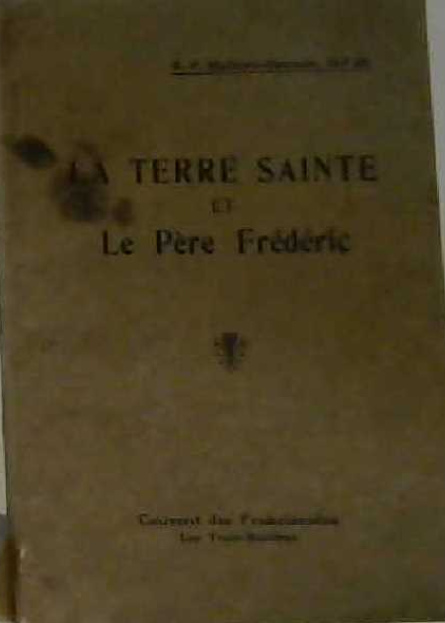 LA TERRE SAINTE
ET
Le Père Frédéric
Couvent des Franciscains
Les Trois-Rivières